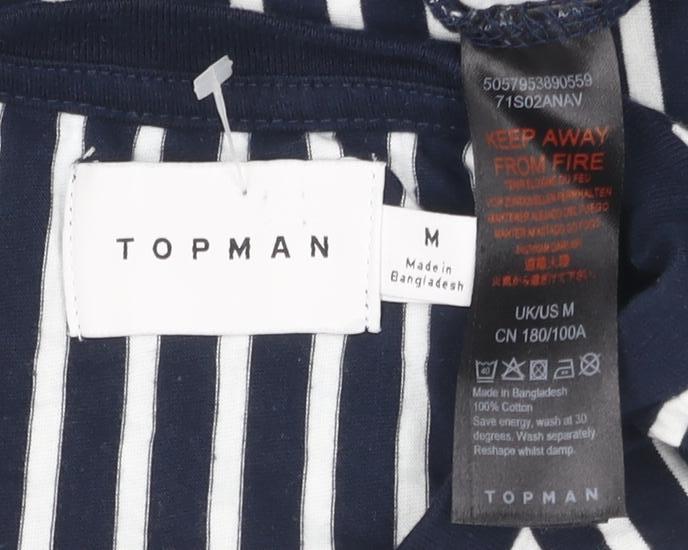 TOPMAN
M
Made in
Bangladesh
5057953890559
71S02ANAV
KEEP AWAY
FROM FIRE
UK/US M
CN 180/100A
40
Made in Bangladesh
100% Cotton
Save energy, wash at 30
degrees. Wash separately
Reshape whilst damp.
TOPMAN